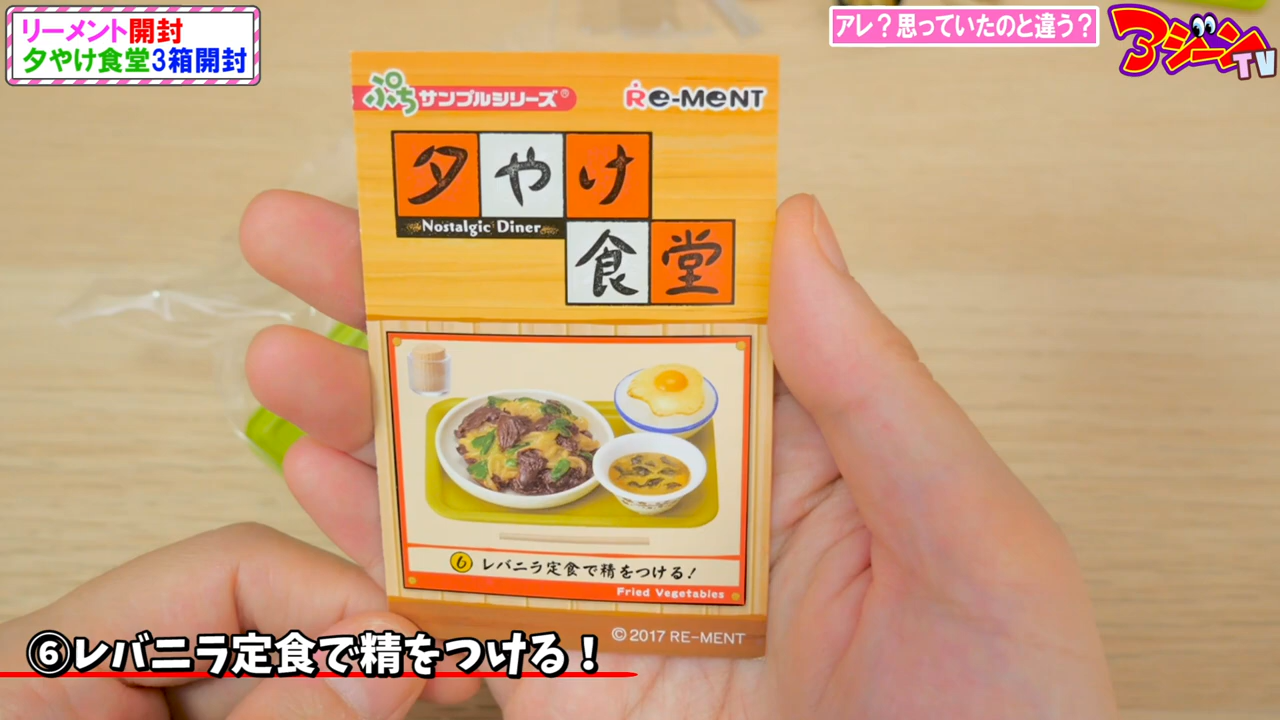 リーメント開封
夕やけ食堂3箱開封
アレ?思っていたのと違う?
3ジーンTV
ぷちサンプルシリーズ®
Re-MeNT
夕やけ
Nostalgic Diner
食堂
6 レバニラ定食で精をつける!
Fried Vegetables
©2017 RE-MENT
⑥レバニラ定食で精をつける!